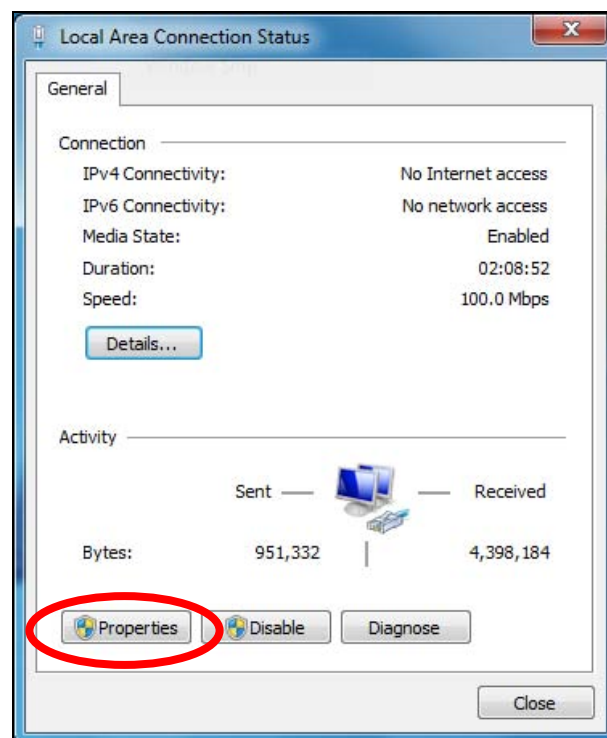 Local Area Connection Status
General
Connection
IPv4 Connectivity: No Internet access
IPv6 Connectivity: No network access
Media State: Enabled
Duration: 02:08:52
Speed: 100.0 Mbps
Details...
Activity
Sent Received
Bytes: 951,332 4,398,184
Properties Disable Diagnose
Close